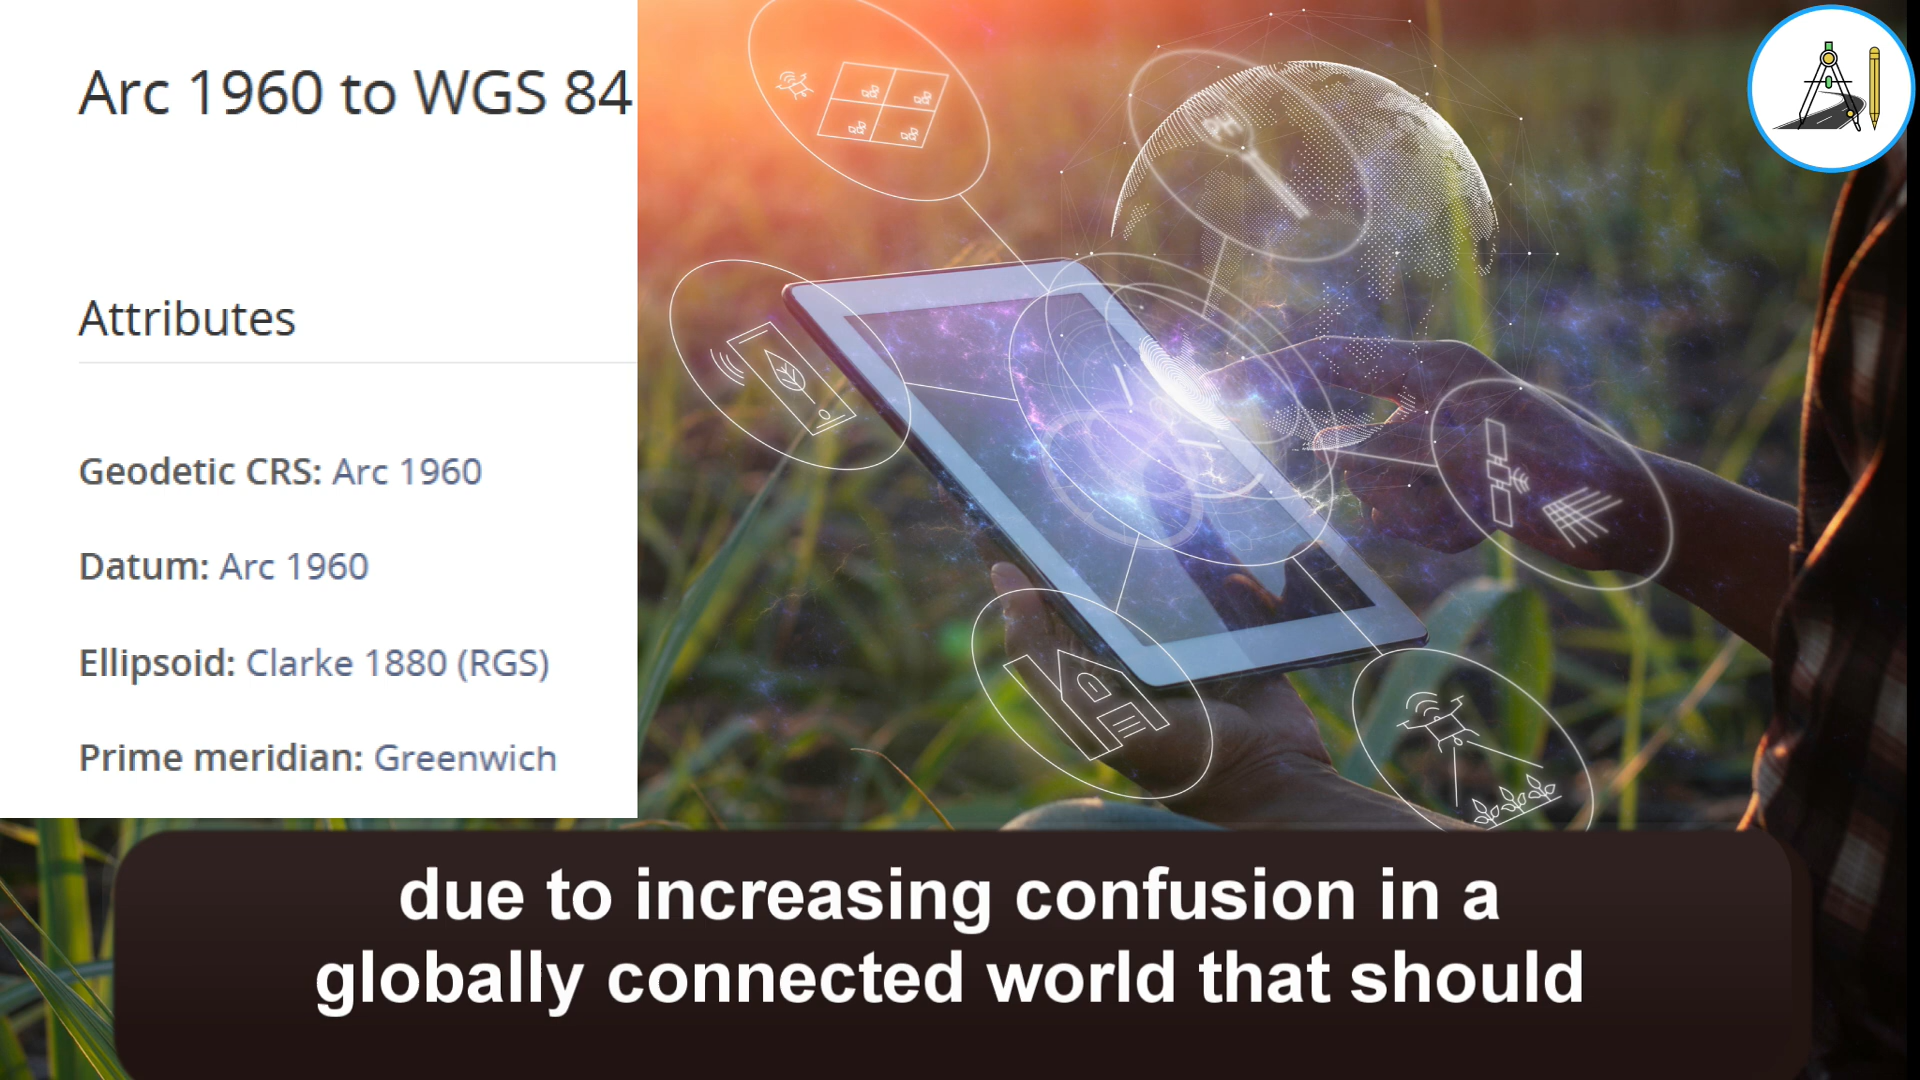 Arc 1960 to WGS 84
Attributes
Geodetic CRS: Arc 1960
Datum: Arc 1960
Ellipsoid: Clarke 1880 (RGS)
Prime meridian: Greenwich
due to increasing confusion in a
globally connected world that should